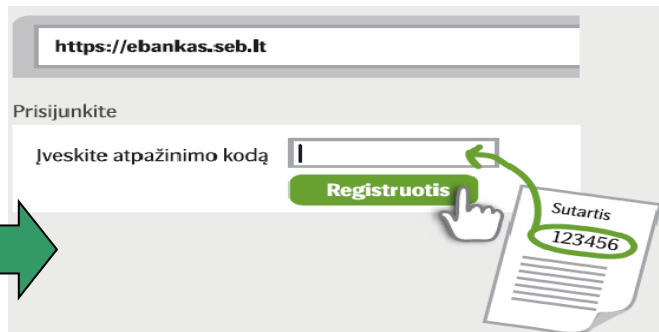 https://ebankas.seb.lt
Prisijunkite
Įveskite atpažinimo kodą
Registruotis
Sutartis
123456